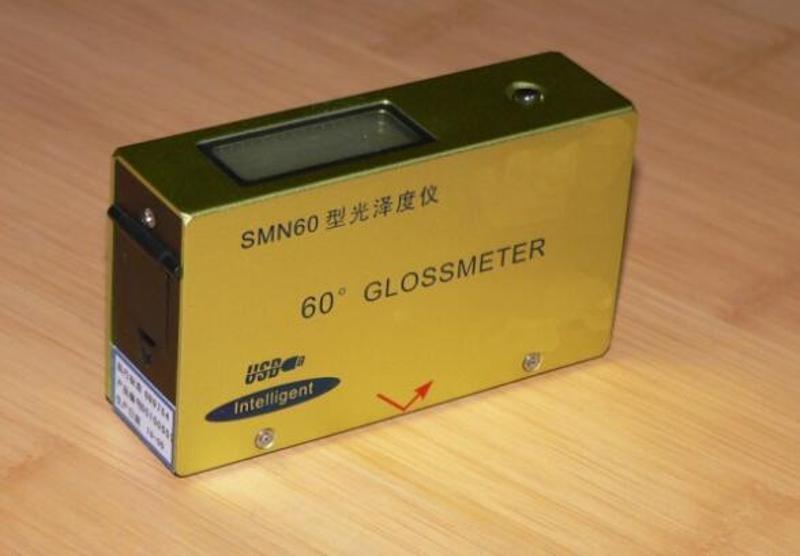 SMN60 型光泽度仪
60° GLOSSMETER
USB
Intelligent